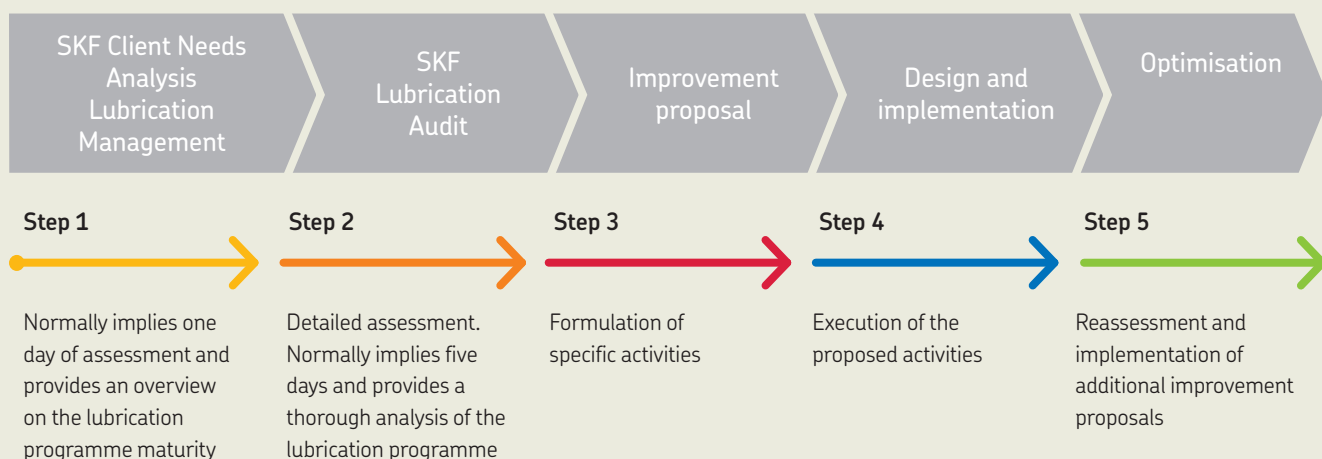 SKF Client Needs
Analysis
Lubrication
Management
SKF
Lubrication
Audit
Improvement
proposal
Design and
implementation
Optimisation
Step 1
Step 2
Step 3
Step 4
Step 5
Normally implies one
day of assessment and
provides an overview
on the lubrication
programme maturity
Detailed assessment.
Normally implies five
days and provides a
thorough analysis of the
lubrication programme
Formulation of
specific activities
Execution of the
proposed activities
Reassessment and
implementation of
additional improvement
proposals